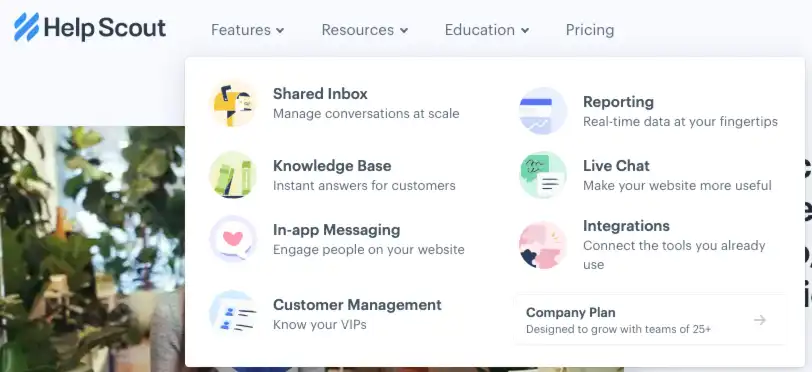 Help Scout
Features
Resources
Education
Pricing
Shared Inbox
Manage conversations at scale
Knowledge Base
Instant answers for customers
In-app Messaging
Engage people on your website
Customer Management
Know your VIPs
Reporting
Real-time data at your fingertips
Live Chat
Make your website more useful
Integrations
Connect the tools you already
use
Company Plan
Designed to grow with teams of 25+